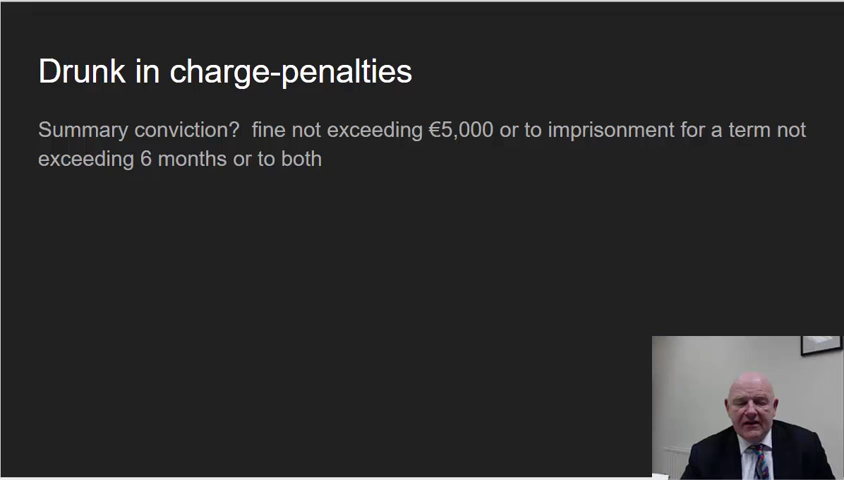 Drunk in charge-penalties
Summary conviction?  fine not exceeding €5,000 or to imprisonment for a term not
exceeding 6 months or to both